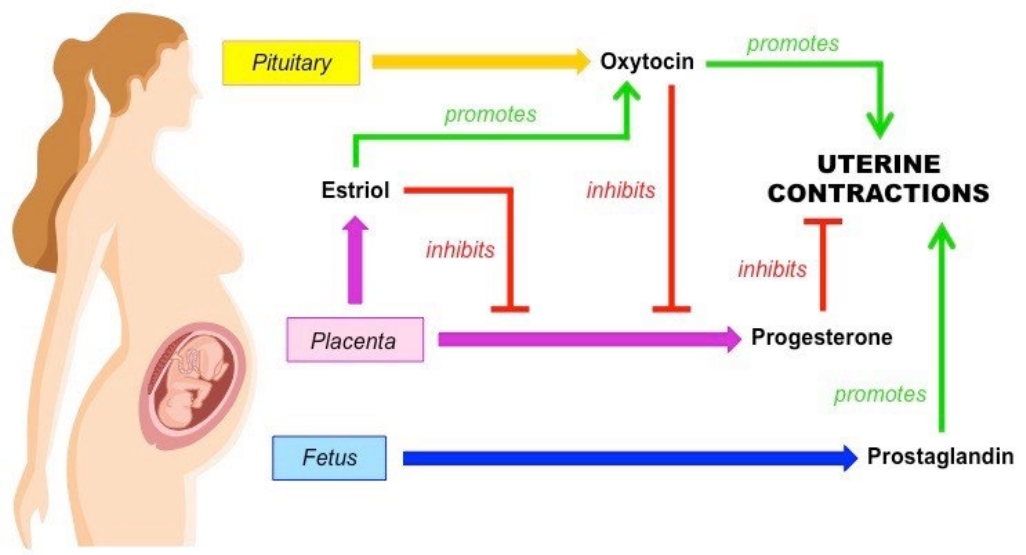 Pituitary
Oxytocin
promotes
promotes
UTERINE
CONTRACTIONS
Estriol
inhibits
inhibits
inhibits
Placenta
Progesterone
promotes
Fetus
Prostaglandin